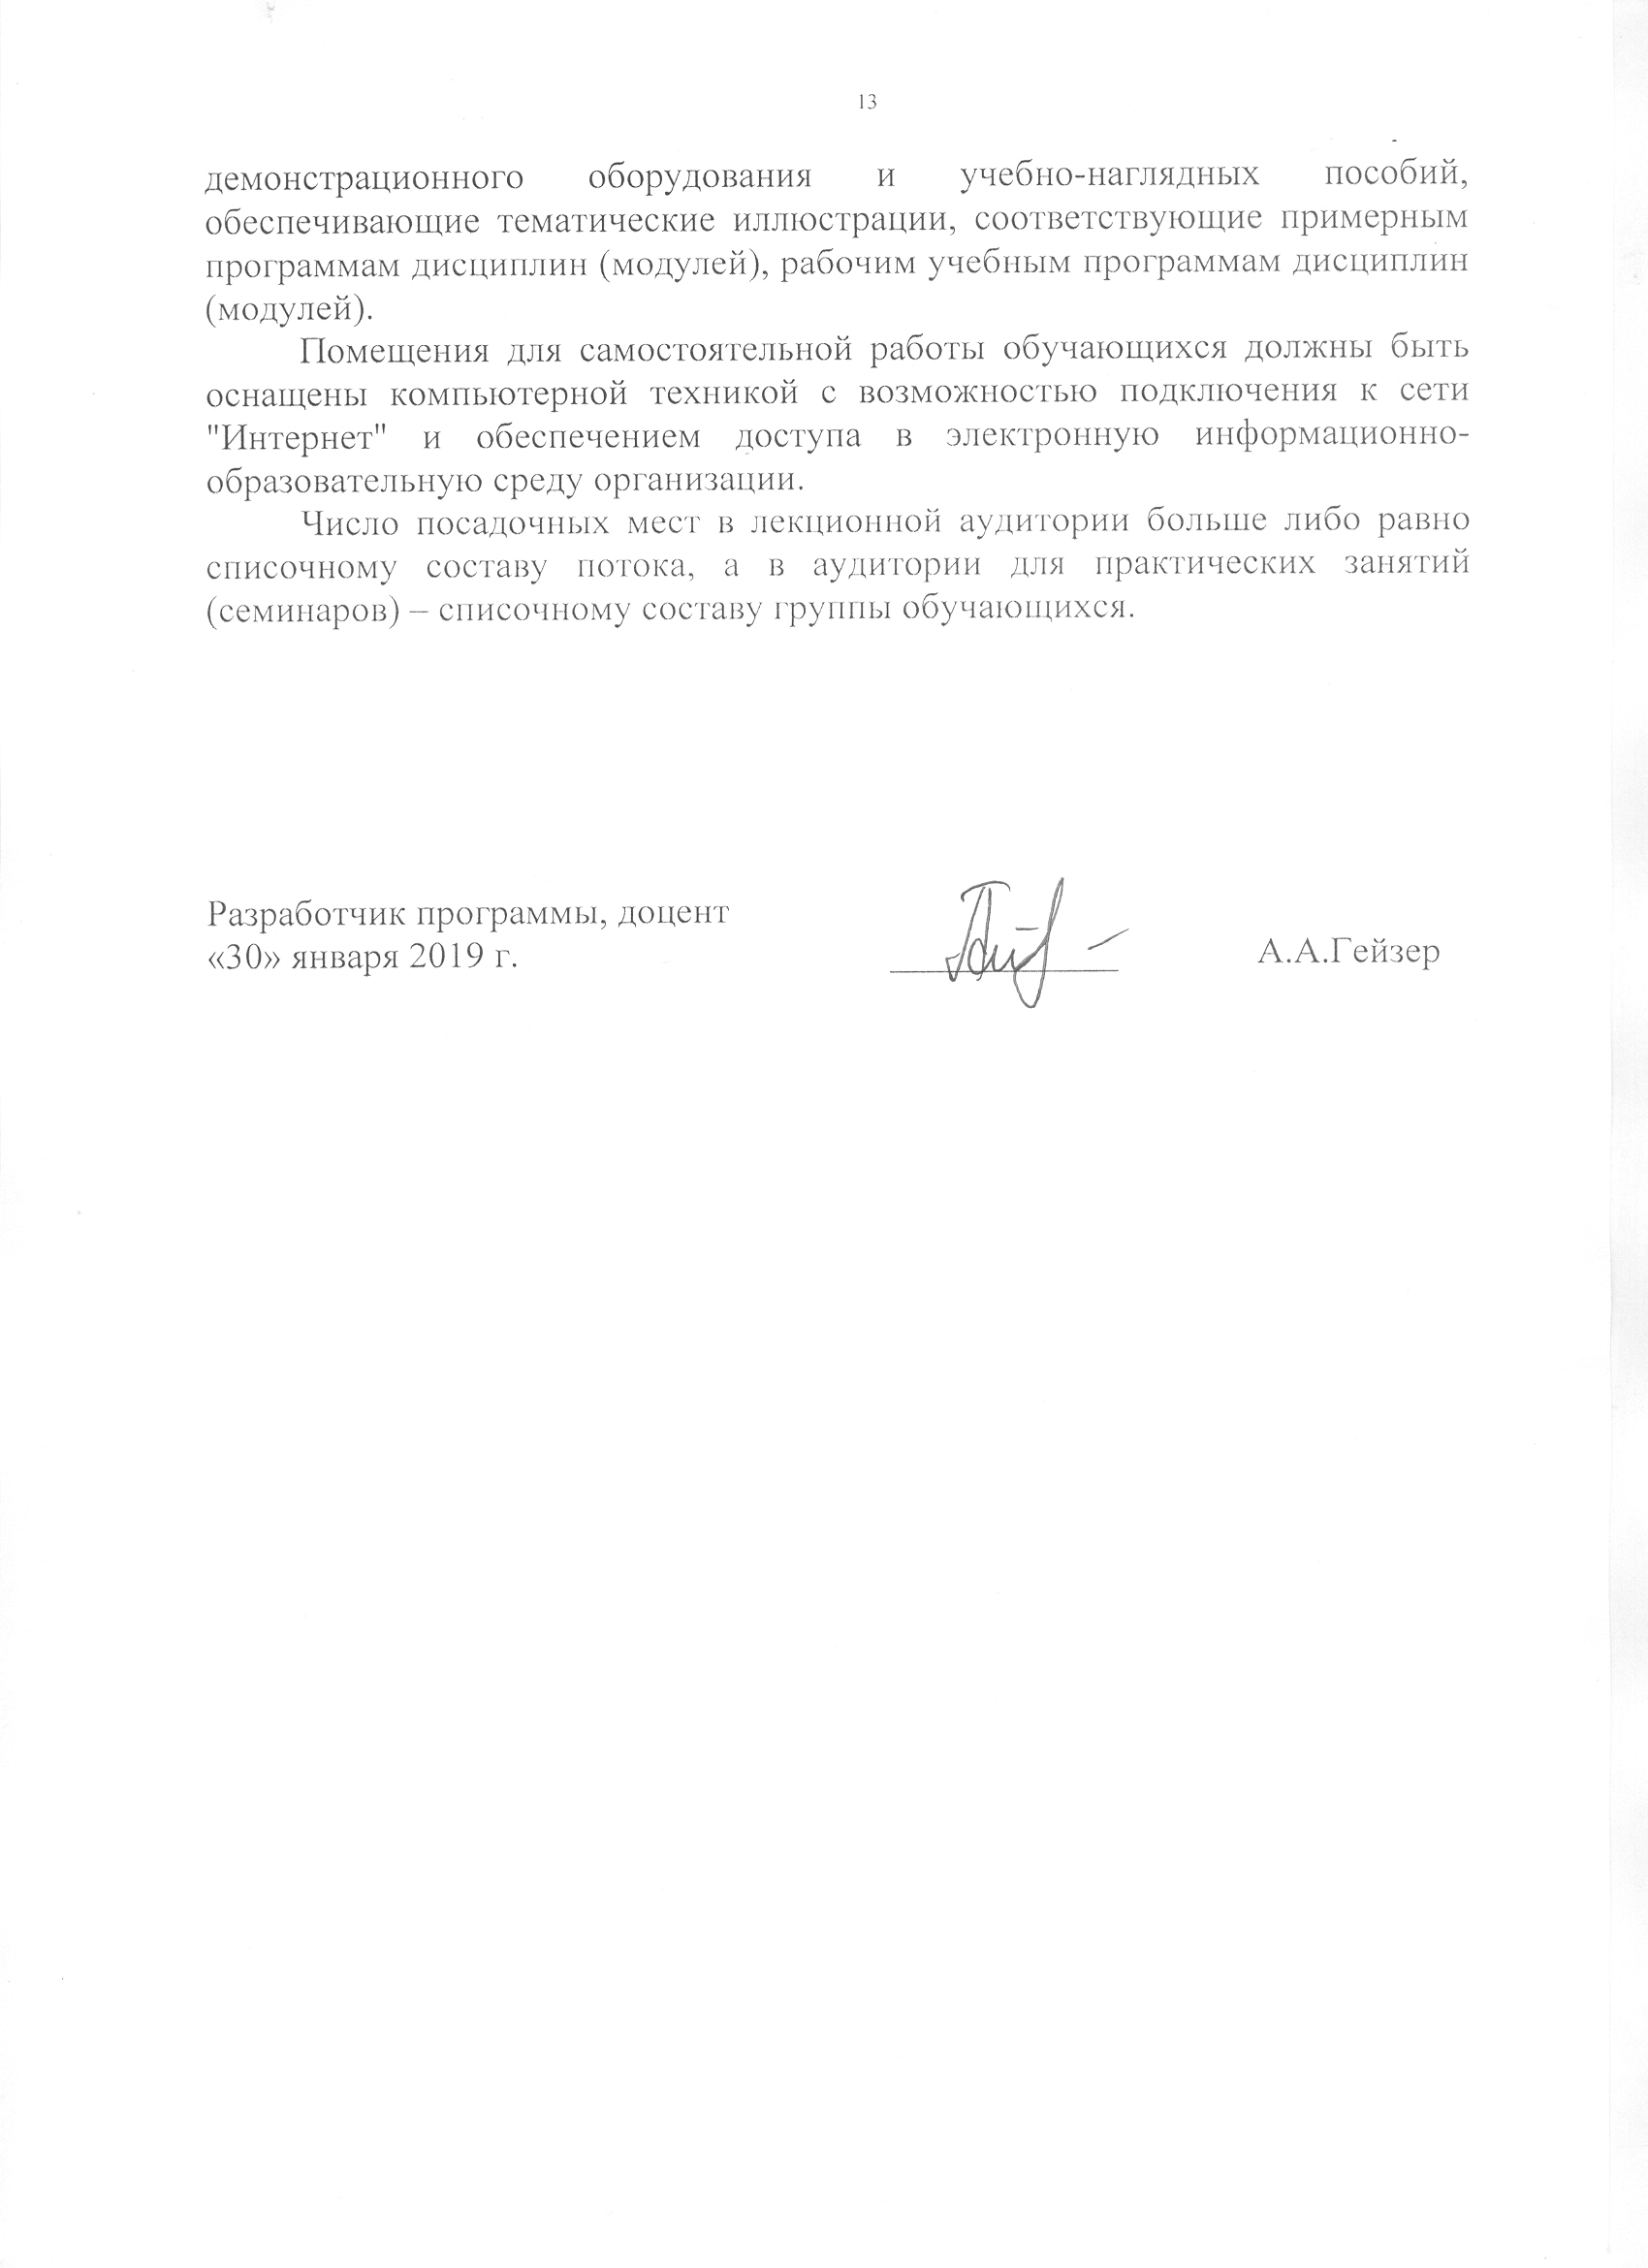 13
демонстрационного оборудования и учебно-наглядных пособий,
обеспечивающие тематические иллюстрации, соответствующие примерным
программам дисциплин (модулей), рабочим учебным программам дисциплин
(модулей).
Помещения для самостоятельной работы обучающихся должны быть
оснащены компьютерной техникой с возможностью подключения к сети
"Интернет" и обеспечением доступа в электронную информационно-
образовательную среду организации.
Число посадочных мест в лекционной аудитории больше либо равно
списочному составу потока, а в аудитории для практических занятий
(семинаров) – списочному составу группы обучающихся.
Разработчик программы, доцент
«30» января 2019 г. А.А.Гейзер